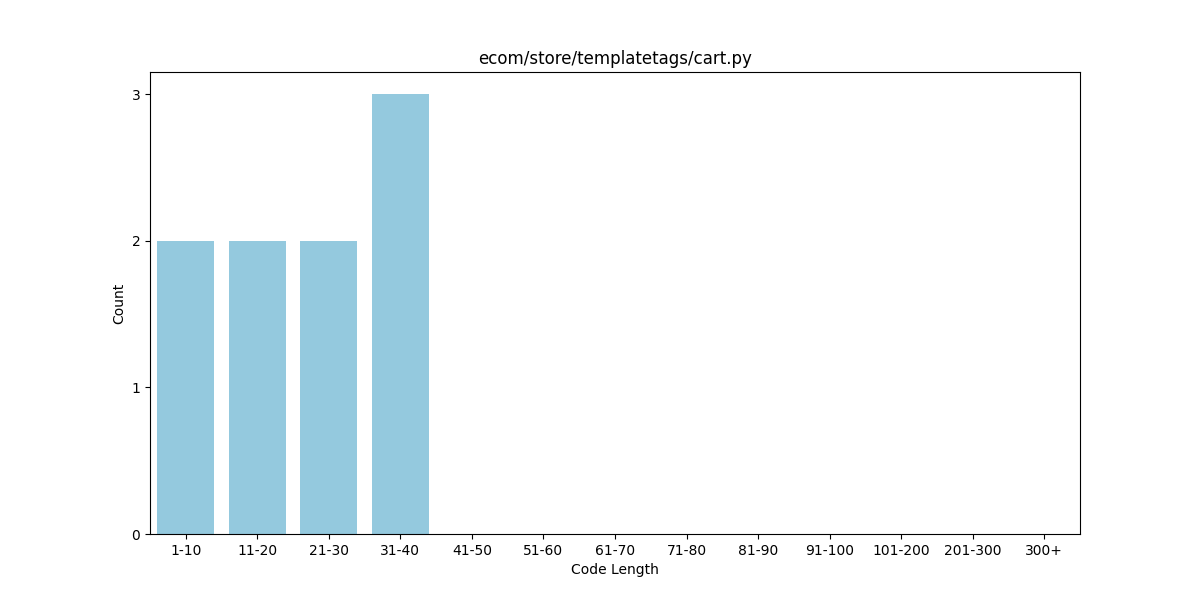 ecom/store/templatetags/cart.py
3
2
1
0
Count
1-10 11-20 21-30 31-40 41-50 51-60 61-70 71-80 81-90 91-100 101-200 201-300 300+
Code Length